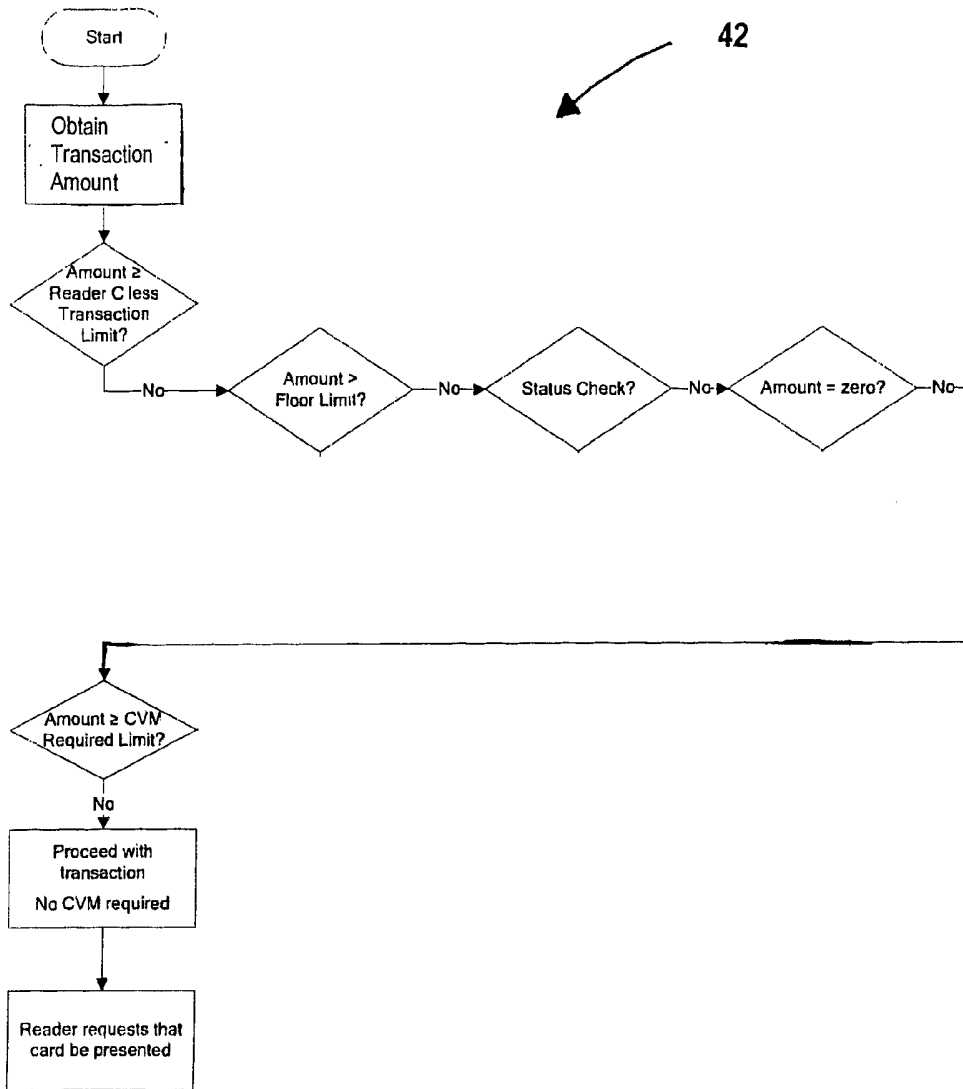 Start
42
Obtain
Transaction
Amount
Amount ≥
Reader C less
Transaction
Limit?
No
Amount >
Floor Limit?
No
Status Check?
No
Amount = zero?
No
Amount ≥ CVM
Required Limit?
No
Proceed with
transaction
No CVM required
Reader requests that
card be presented